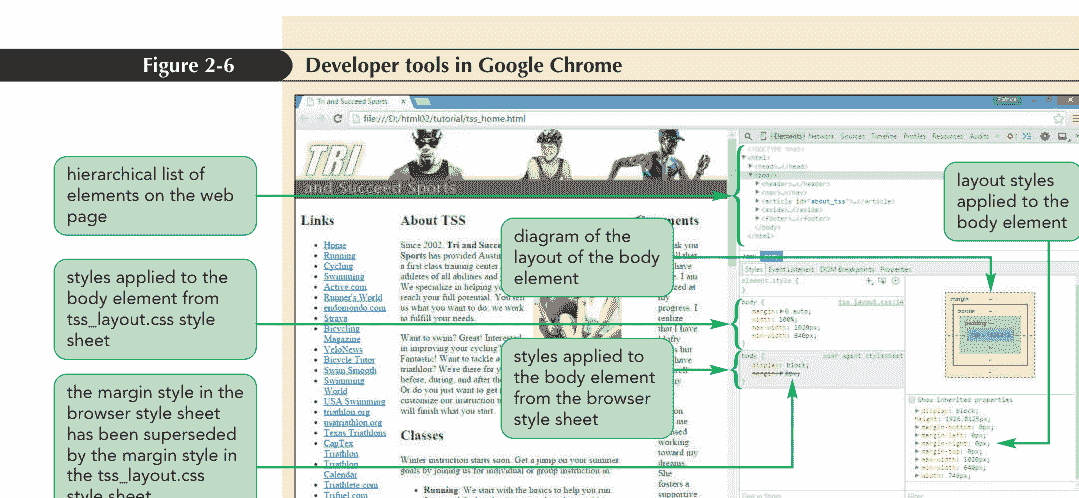 Figure 2-6
Developer tools in Google Chrome
Tri and Succeed Sports
file:///D:/html02/tutorial/tss_home.html
Elements Network Sources Timeline Profiles Resources Audits
hierarchical list of
elements on the web
page
styles applied to the
body element from
tss_layout.css style
sheet
the margin style in the
browser style sheet
has been superseded
by the margin style in
the tss_layout.css
style sheet
TRI
and Succeed Sports
Links
Home
Running
Cycling
Swimming
Active.com
Runner's World
endomondo.com
Strava
Bicycling
Magazine
VeloNews
Bicycle Tutor
Swim Smooth
Swimming
World
USA Swimming
triathlon.org
usatriathlon.org
Texas Triathlons
CapTex
Triathlon
Triathlon
Calendar
Triathlete.com
Trifuel.com
About TSS
Since 2002, Tri and Succeed
Sports has provided
a first class training center
athletes of all abilities and
We specialize in helping you
reach your full potential. You tell
us what you want to do; we work
to fulfill your needs.
Want to swim? Great!
in improving your cycling
Fantastic! Want to tackle a
triathlon? We're there for
before, during, and after the
Or do you just want to get
customize our instruction
will finish what you start.
Classes
Winter instruction starts soon. Get a jump on your summer
goals by joining us for individual or group instruction in:
Running: We start with the basics to help you run
diagram of the
layout of the body
element
styles applied to
the body element
from the browser
style sheet
progress. I
realize
that I have
working
toward my
dreams.
She
fosters a
supportive
<!DOCTYPE html>
<html>
<head>…</head>
<body>
<header>…</header>
<nav>…</nav>
<article id="about_tss">…</article>
<aside>…</aside>
<footer>…</footer>
</body>
</html>
Styles Event Listeners DOM Breakpoints Properties
element.style {
}
body { tss_layout.css:14
margin: 0 auto;
width: 100%;
max-width: 1020px;
min-width: 640px;
}
body { user agent stylesheet
display: block;
margin: 8px;
}
layout styles
applied to the
body element
margin
border
padding
Show inherited properties
display: block;
margin-bottom: 0px;
margin-left: 0px;
margin-right: 0px;
margin-top: 0px;
max-width: 1020px;
min-width: 640px;